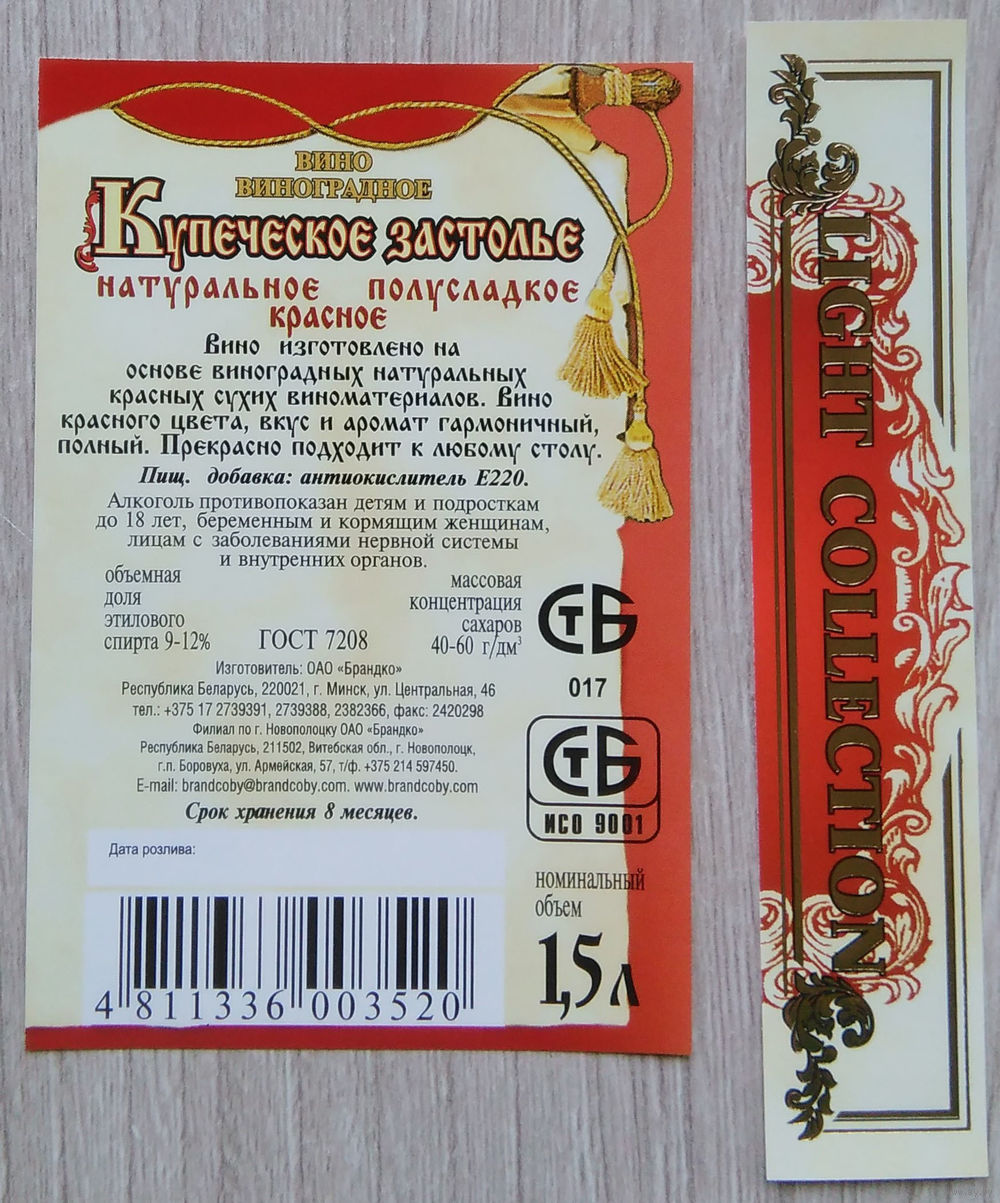 ВИНО
ВИНОГРАДНОЕ
Купеческое застолье
натуральное полусладкое
красное
Вино изготовлено на
основе виноградных натуральных
красных сухих виноматериалов. Вино
красного цвета, вкус и аромат гармоничный,
полный. Прекрасно подходит к любому столу.
Пищ. добавка: антиокислитель Е220.
Алкоголь противопоказан детям и подросткам
до 18 лет, беременным и кормящим женщинам,
лицам с заболеваниями нервной системы
и внутренних органов.
объемная
доля
этилового
спирта 9-12%
ГОСТ 7208
массовая
концентрация
сахаров
40-60 г/дм³
СТБ
017
Изготовитель: ОАО «Брандко»
Республика Беларусь, 220021, г. Минск, ул. Центральная, 46
тел.: +375 17 2739391, 2739388, 2382366, факс: 2420298
Филиал по г. Новополоцку ОАО «Брандко»
Республика Беларусь, 211502, Витебская обл., г. Новополоцк,
г.п. Боровуха, ул. Армейская, 57, т/ф. +375 214 597450.
E-mail: brandcoby@brandcoby.com. www.brandcoby.com
Срок хранения 8 месяцев.
СТБ
ИСО 9001
Дата розлива:
номинальный
объем
1,5 л
4 811336 003520
LIGHT COLLECTION